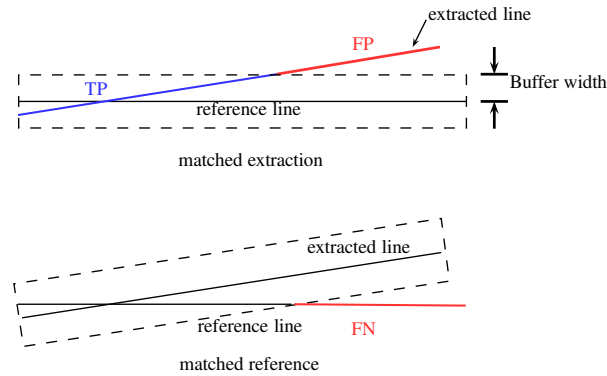 extracted line
FP
TP
Buffer width
reference line
matched extraction
extracted line
reference line
FN
matched reference